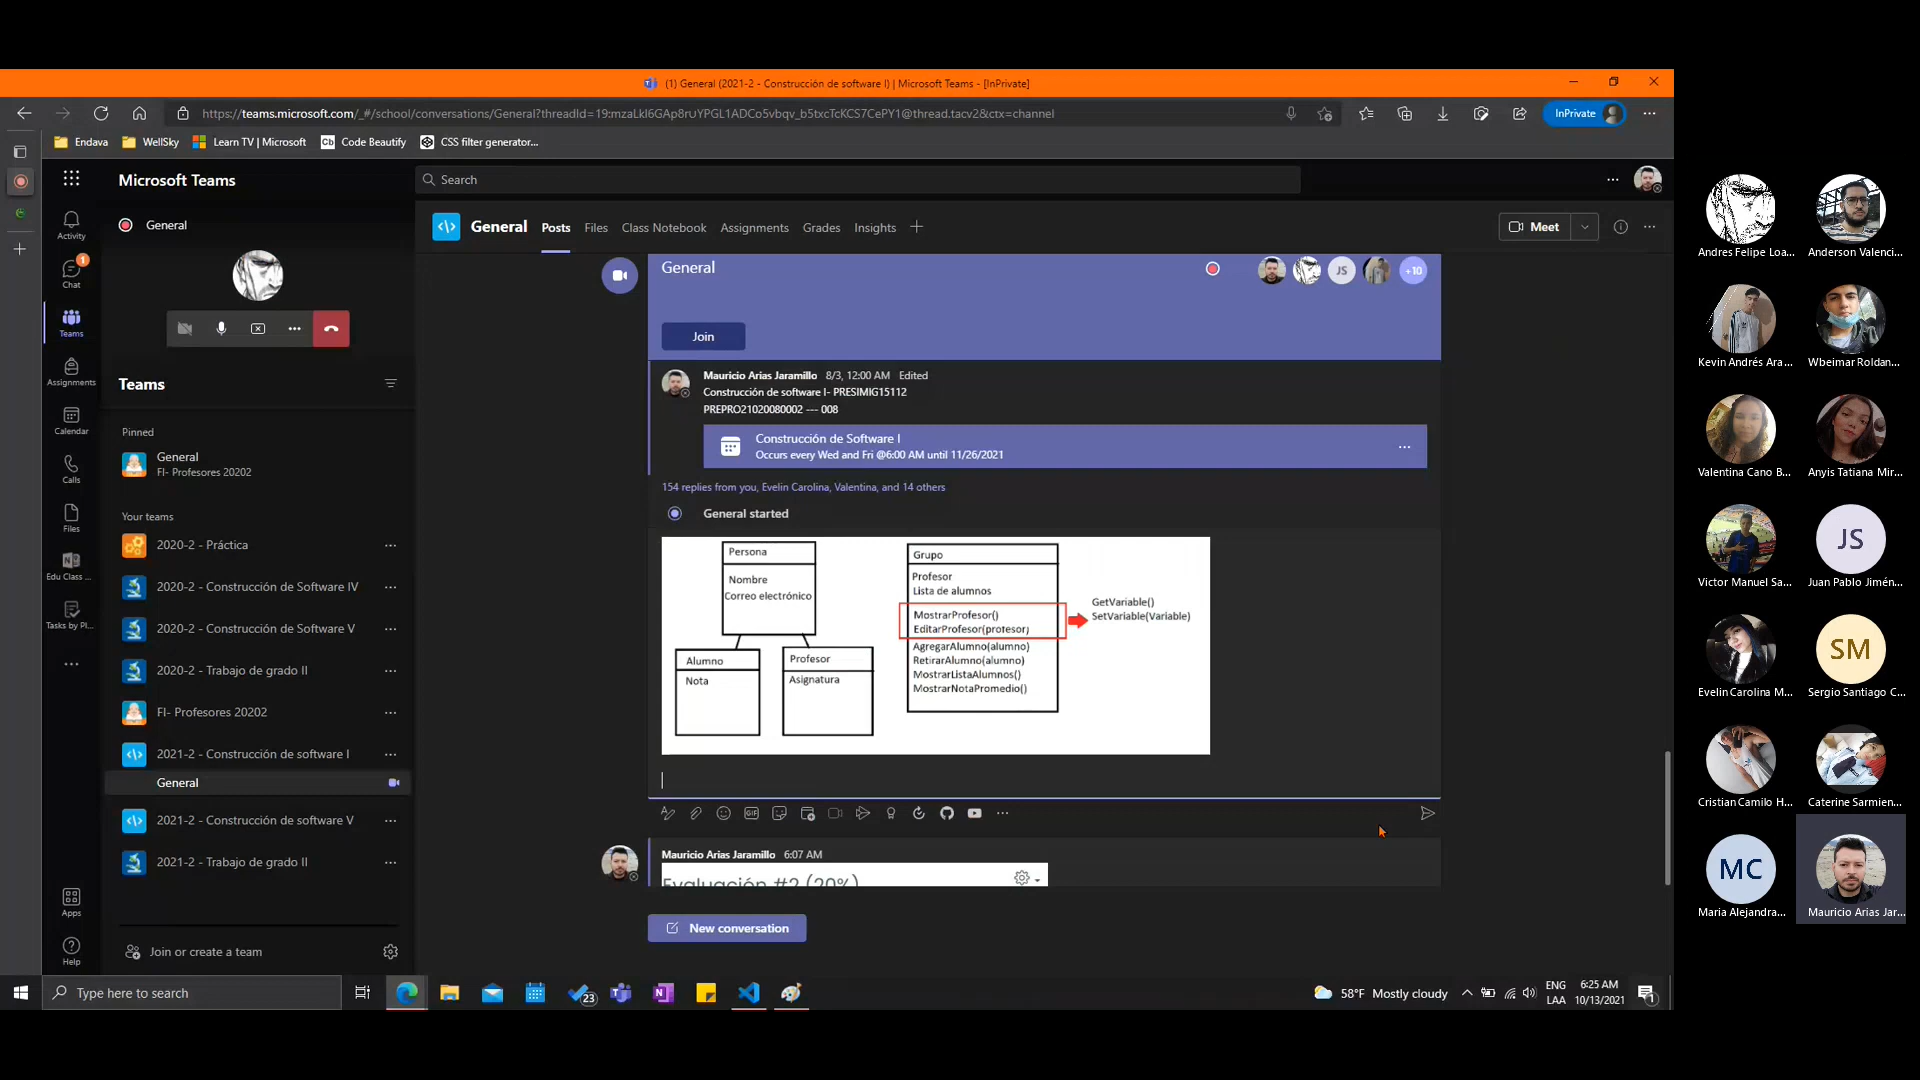 (1) General (2021-2 - Construcción de software I) | Microsoft Teams - [InPrivate]
https://teams.microsoft.com/_#/school/conversations/General?threadId=19:mzaLkl6GAp8ruYPGL1ADCo5vbqv_b5txcTcKCS7CePY1@thread.tacv2&ctx=channel
InPrivate
Endava
WellSky
Learn TV | Microsoft
Cb
Code Beautify
CSS filter generator...
Microsoft Teams
Search
General
General
Posts
Files
Class Notebook
Assignments
Grades
Insights
Meet
Activity
1
Chat
Teams
Assignments
Calendar
Calls
Files
Edu Class ...
Tasks by Pl...
Apps
Help
Teams
Pinned
General
FI- Profesores 20202
Your teams
2020-2 - Práctica
2020-2 - Construcción de Software IV
2020-2 - Construcción de Software V
2020-2 - Trabajo de grado II
FI- Profesores 20202
2021-2 - Construcción de software I
General
2021-2 - Construcción de software V
2021-2 - Trabajo de grado II
Join or create a team
General
JS
+10
Join
Mauricio Arias Jaramillo 8/3, 12:00 AM Edited
Construcción de software I- PRESIMIG15112
PREPRO21020080002 --- 008
Construcción de Software I
Occurs every Wed and Fri @6:00 AM until 11/26/2021
154 replies from you, Evelin Carolina, Valentina, and 14 others
General started
Persona
Nombre
Correo electrónico
Alumno
Nota
Profesor
Asignatura
Grupo
Profesor
Lista de alumnos
MostrarProfesor()
EditarProfesor(profesor)
AgregarAlumno(alumno)
RetirarAlumno(alumno)
MostrarListaAlumnos()
MostrarNotaPromedio()
GetVariable()
SetVariable(Variable)
GIF
Mauricio Arias Jaramillo 6:07 AM
Evaluación #2 (20%)
New conversation
Type here to search
23
58°F Mostly cloudy
ENG
LAA
6:25 AM
10/13/2021
1
Andres Felipe Loa...
Anderson Valenci...
Kevin Andrés Ara...
Wbeimar Roldan...
Valentina Cano B...
Anyis Tatiana Mir...
Victor Manuel Sa...
JS
Juan Pablo Jimén...
Evelin Carolina M...
SM
Sergio Santiago C...
Cristian Camilo H...
Caterine Sarmien...
MC
Maria Alejandra...
Mauricio Arias Jar...